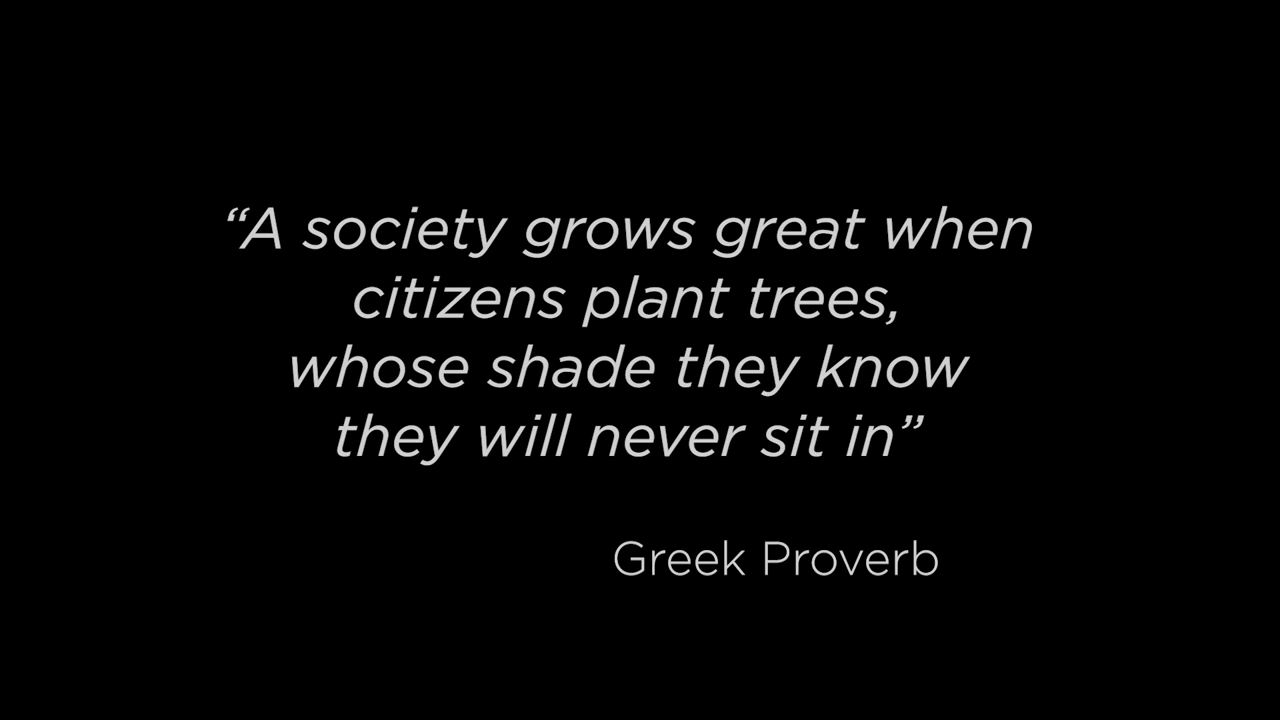 “A society grows great when
citizens plant trees,
whose shade they know
they will never sit in”
Greek Proverb